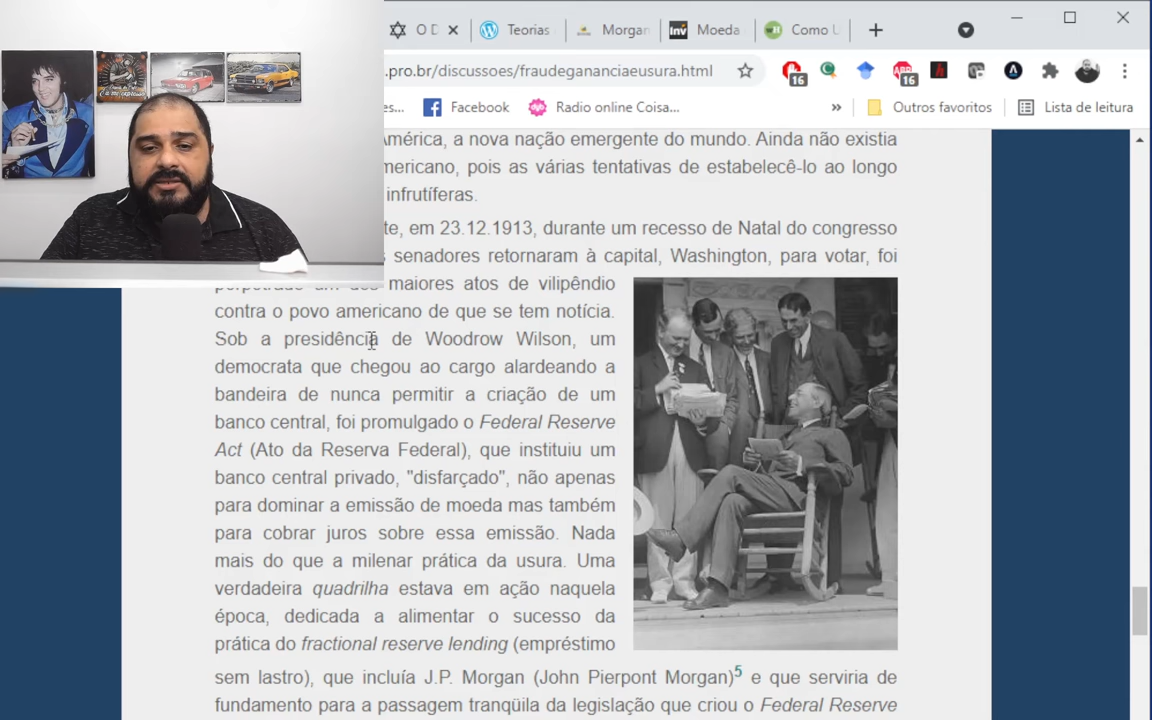 O D
Teorias
Morgan
Moeda
Como U
.pro.br/discussoes/fraudeganaciaeusura.html
16
16
es...
Facebook
Radio online Coisa...
»
Outros favoritos
Lista de leitura
América, a nova nação emergente do mundo. Ainda não existia
mericano, pois as várias tentativas de estabelecê-lo ao longo
infrutíferas.
te, em 23.12.1913, durante um recesso de Natal do congresso
s senadores retornaram à capital, Washington, para votar, foi
perpetrado um dos maiores atos de vilipêndio
contra o povo americano de que se tem notícia.
Sob a presidência de Woodrow Wilson, um
democrata que chegou ao cargo alardeando a
bandeira de nunca permitir a criação de um
banco central, foi promulgado o Federal Reserve
Act (Ato da Reserva Federal), que instituiu um
banco central privado, "disfarçado", não apenas
para dominar a emissão de moeda mas também
para cobrar juros sobre essa emissão. Nada
mais do que a milenar prática da usura. Uma
verdadeira quadrilha estava em ação naquela
época, dedicada a alimentar o sucesso da
prática do fractional reserve lending (empréstimo
sem lastro), que incluía J.P. Morgan (John Pierpont Morgan)5 e que serviria de
fundamento para a passagem tranqüila da legislação que criou o Federal Reserve